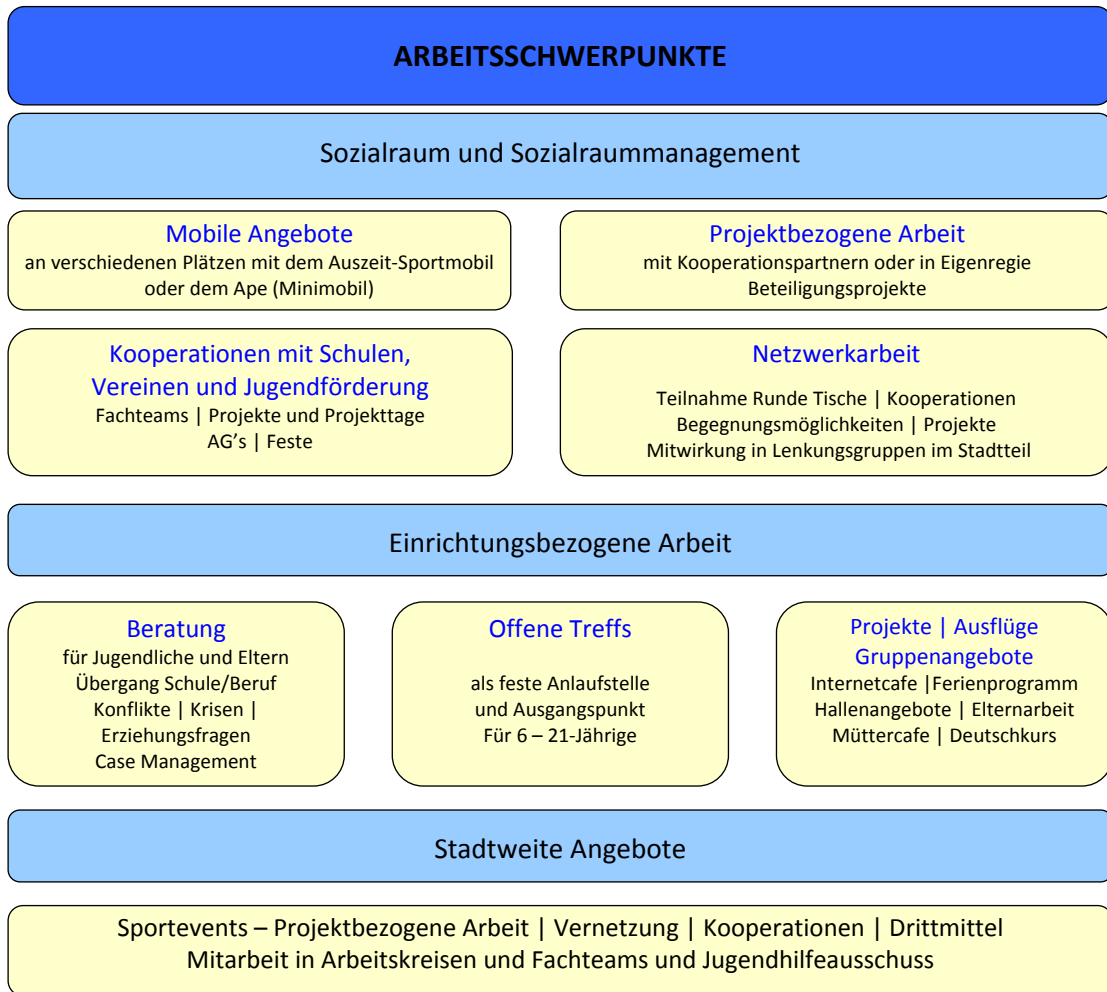 ARBEITSSCHWERPUNKTE
Sozialraum und Sozialraummanagement
Mobile Angebote
an verschiedenen Plätzen mit dem Auszeit-Sportmobil
oder dem Ape (Minimobil)
Projektbezogene Arbeit
mit Kooperationspartnern oder in Eigenregie
Beteiligungsprojekte
Kooperationen mit Schulen,
Vereinen und Jugendförderung
Fachteams | Projekte und Projekttage
AG's | Feste
Netzwerkarbeit
Teilnahme Runde Tische | Kooperationen
Begegnungsmöglichkeiten | Projekte
Mitwirkung in Lenkungsgruppen im Stadtteil
Einrichtungsbezogene Arbeit
Beratung
für Jugendliche und Eltern
Übergang Schule/Beruf
Konflikte | Krisen |
Erziehungsfragen
Case Management
Offene Treffs
als feste Anlaufstelle
und Ausgangspunkt
Für 6 – 21-Jährige
Projekte | Ausflüge
Gruppenangebote
Internetcafe |Ferienprogramm
Hallenangebote | Elternarbeit
Müttercafe | Deutschkurs
Stadtweite Angebote
Sportevents – Projektbezogene Arbeit | Vernetzung | Kooperationen | Drittmittel
Mitarbeit in Arbeitskreisen und Fachteams und Jugendhilfeausschuss